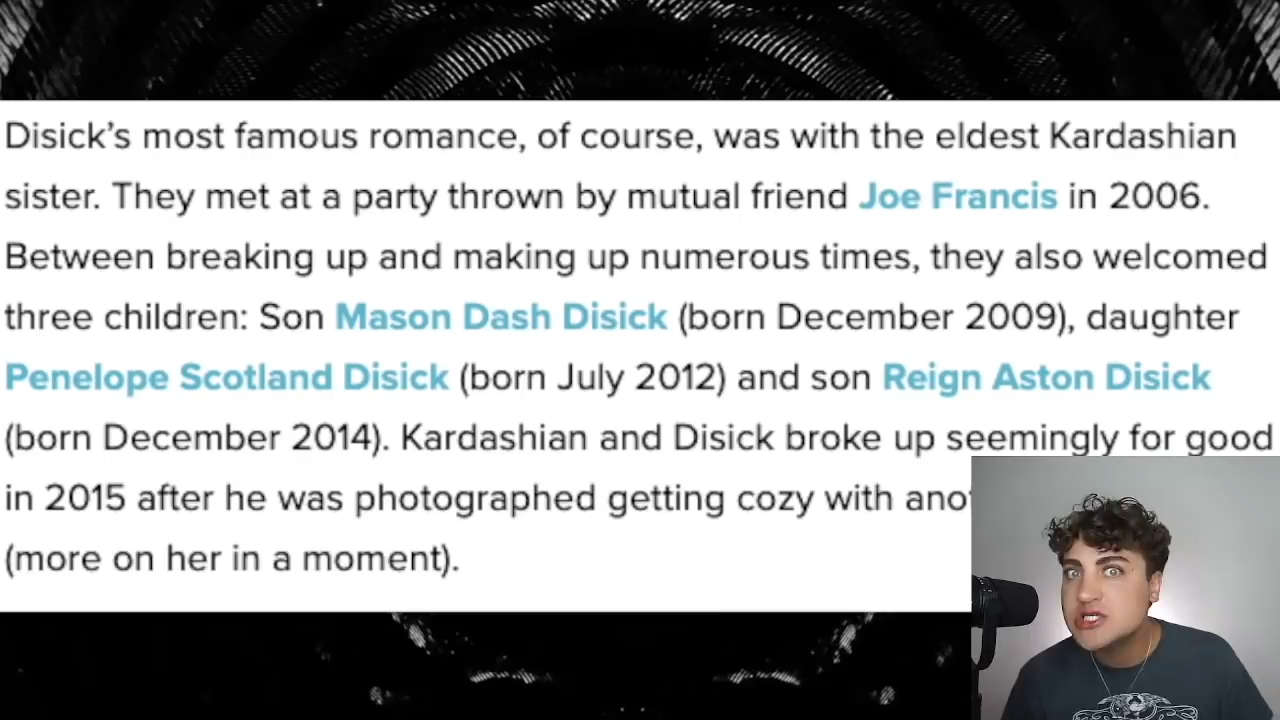 Disick's most famous romance, of course, was with the eldest Kardashian
sister. They met at a party thrown by mutual friend Joe Francis in 2006.
Between breaking up and making up numerous times, they also welcomed
three children: Son Mason Dash Disick (born December 2009), daughter
Penelope Scotland Disick (born July 2012) and son Reign Aston Disick
(born December 2014). Kardashian and Disick broke up seemingly for good
in 2015 after he was photographed getting cozy with
(more on her in a moment).